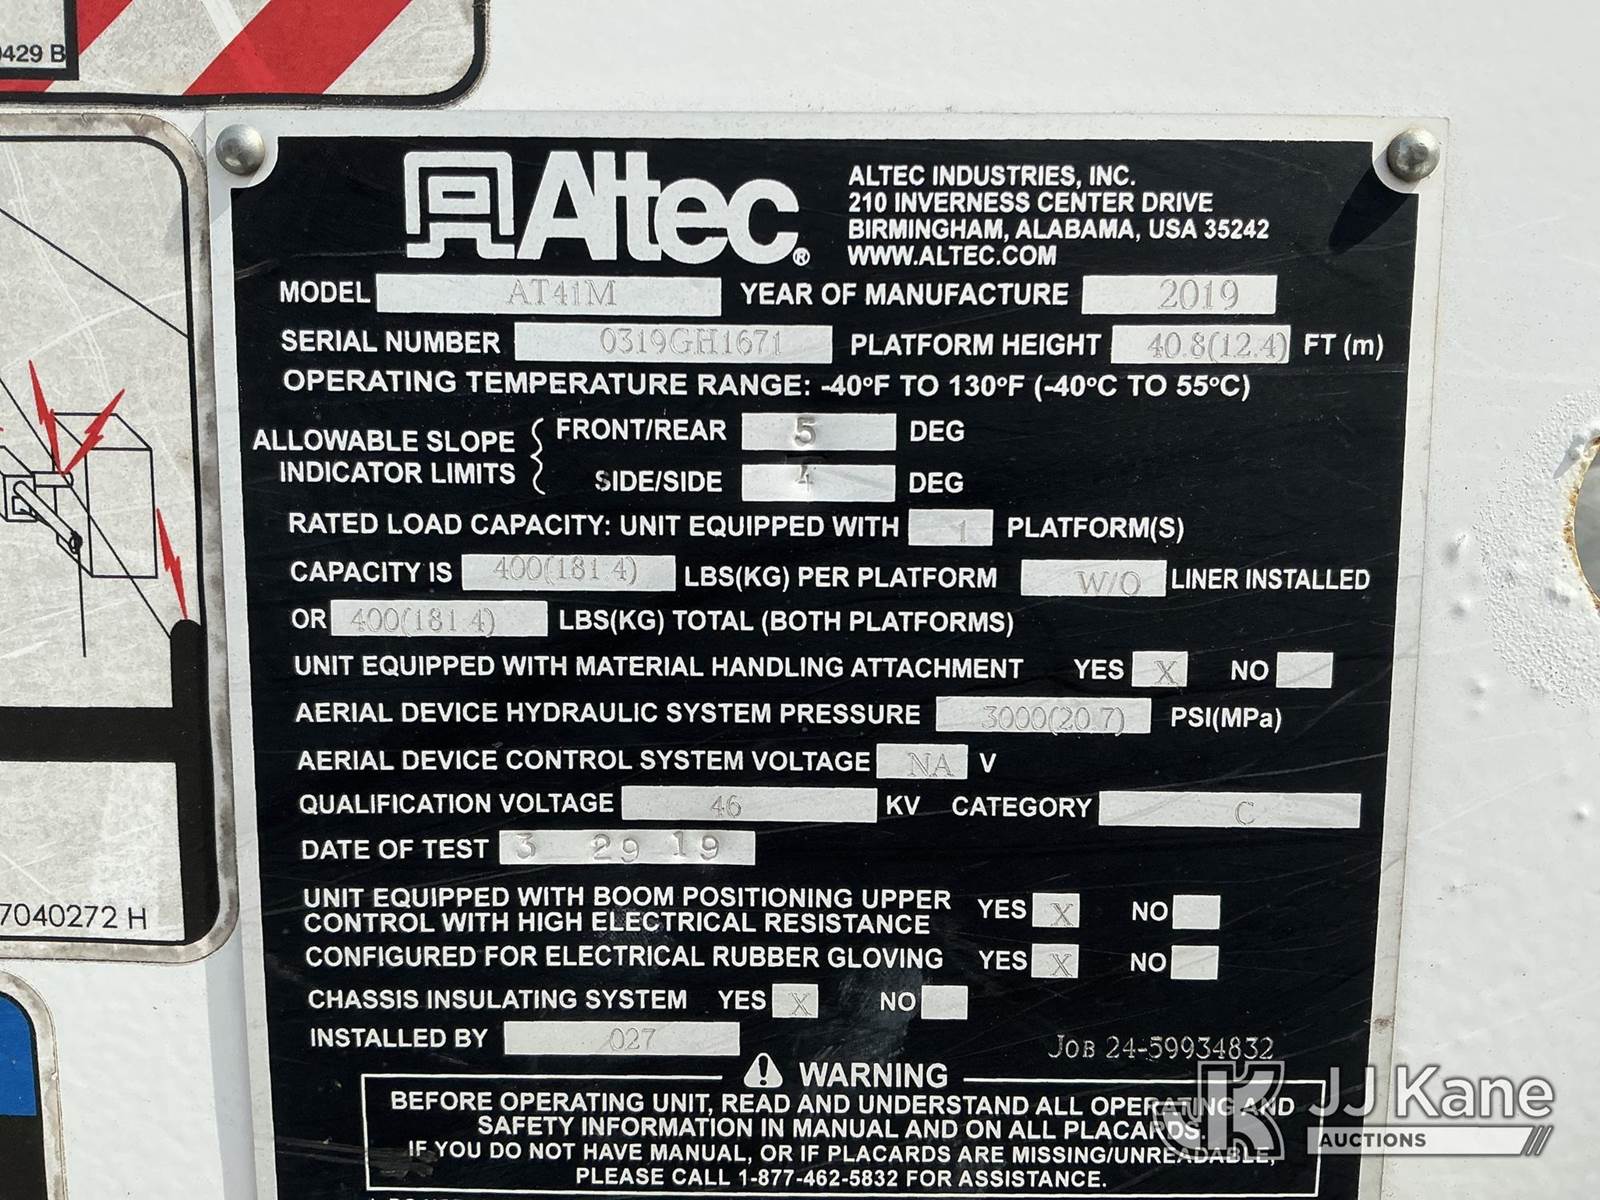 0429 B
Altec®
ALTEC INDUSTRIES, INC.
210 INVERNESS CENTER DRIVE
BIRMINGHAM, ALABAMA, USA 35242
WWW.ALTEC.COM
MODEL AT41M YEAR OF MANUFACTURE 2019
SERIAL NUMBER 0319GH1671 PLATFORM HEIGHT 40.8(12.4) FT (m)
OPERATING TEMPERATURE RANGE: -40ºF TO 130ºF (-40ºC TO 55ºC)
ALLOWABLE SLOPE INDICATOR LIMITS { FRONT/REAR 5 DEG
SIDE/SIDE 4 DEG
RATED LOAD CAPACITY: UNIT EQUIPPED WITH 1 PLATFORM(S)
CAPACITY IS 400(181.4) LBS(KG) PER PLATFORM W/O LINER INSTALLED
OR 400(181.4) LBS(KG) TOTAL (BOTH PLATFORMS)
UNIT EQUIPPED WITH MATERIAL HANDLING ATTACHMENT YES X NO
AERIAL DEVICE HYDRAULIC SYSTEM PRESSURE 3000(20.7) PSI(MPa)
AERIAL DEVICE CONTROL SYSTEM VOLTAGE NA V
QUALIFICATION VOLTAGE 46 KV CATEGORY C
DATE OF TEST 3 29 19
UNIT EQUIPPED WITH BOOM POSITIONING UPPER
CONTROL WITH HIGH ELECTRICAL RESISTANCE YES X NO
CONFIGURED FOR ELECTRICAL RUBBER GLOVING YES X NO
CHASSIS INSULATING SYSTEM YES X NO
INSTALLED BY 027
JOB 24-59934832
WARNING
BEFORE OPERATING UNIT, READ AND UNDERSTAND ALL OPERATING AND
SAFETY INFORMATION IN MANUAL AND ON ALL PLACARDS.
IF YOU DO NOT HAVE MANUAL, OR IF PLACARDS ARE MISSING/UNREADABLE,
PLEASE CALL 1-877-462-5832 FOR ASSISTANCE.
7040272 H
JK JJ Kane
AUCTIONS